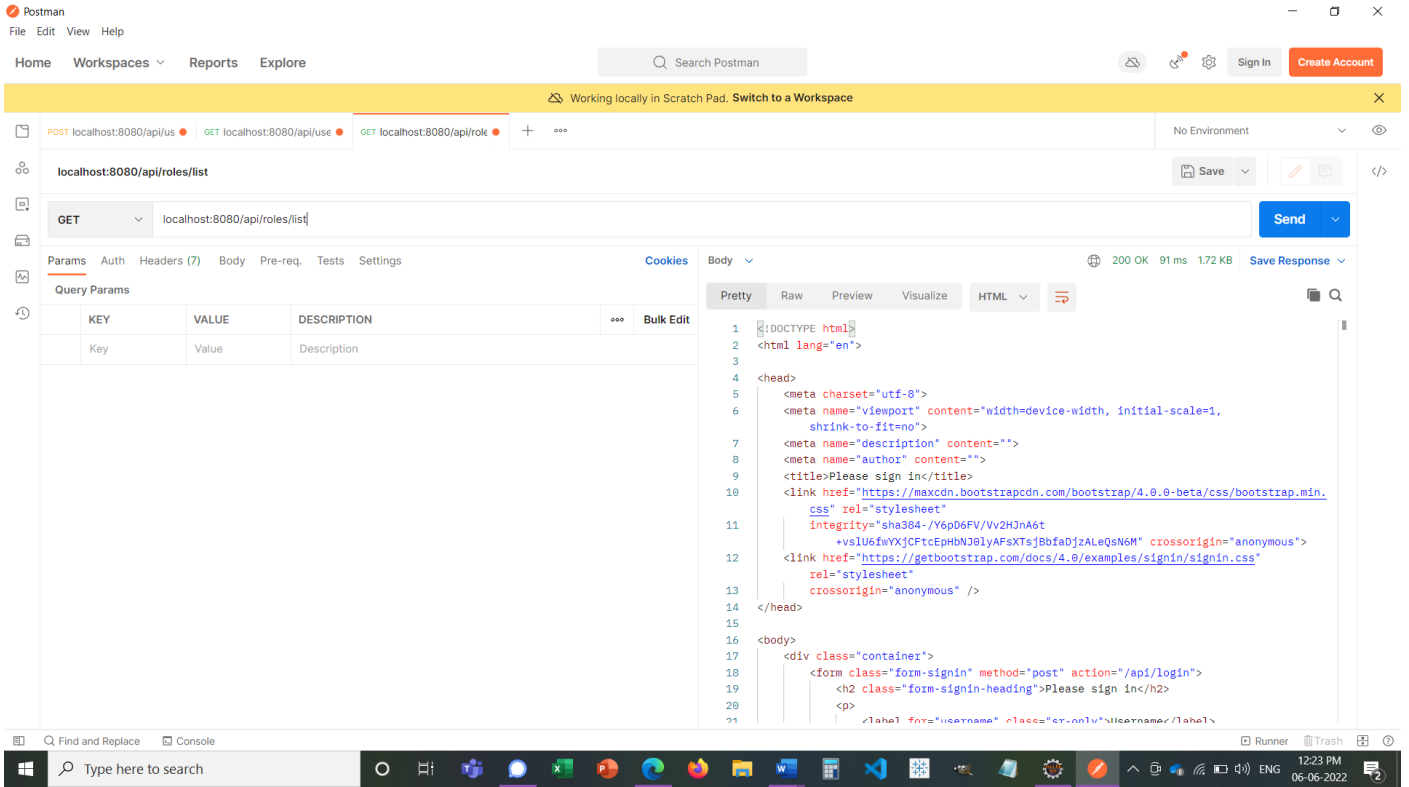 Postman
File Edit View Help
Home Workspaces Reports Explore Search Postman Sign In Create Account
Working locally in Scratch Pad. Switch to a Workspace
POST localhost:8080/api/us GET localhost:8080/api/use GET localhost:8080/api/role No Environment
localhost:8080/api/roles/list Save
GET localhost:8080/api/roles/list Send
Params Auth Headers (7) Body Pre-req. Tests Settings Cookies
Body 200 OK 91 ms 1.72 KB Save Response
Query Params
Pretty Raw Preview Visualize HTML
KEY VALUE DESCRIPTION Bulk Edit
Key Value Description
1 <!DOCTYPE html>
2 <html lang="en">
3
4 <head>
5 <meta charset="utf-8">
6 <meta name="viewport" content="width=device-width, initial-scale=1,
shrink-to-fit=no">
7 <meta name="description" content="">
8 <meta name="author" content="">
9 <title>Please sign in</title>
10 <link href="https://maxcdn.bootstrapcdn.com/bootstrap/4.0.0-beta/css/bootstrap.min.
css" rel="stylesheet"
11 integrity="sha384-/Y6pD6FV/Vv2HJnA6t
+vslU6fwYXjCFtcEpHbNJ0lyAFsXTsjBbfaDjzALeQsN6M" crossorigin="anonymous">
12 <link href="https://getbootstrap.com/docs/4.0/examples/signin/signin.css"
rel="stylesheet"
13 crossorigin="anonymous" />
14 </head>
15
16 <body>
17 <div class="container">
18 <form class="form-signin" method="post" action="/api/login">
19 <h2 class="form-signin-heading">Please sign in</h2>
20 <p>
21 <label for="username" class="sr-only">Username</label>
Find and Replace Console Runner Trash
Type here to search ENG 12:23 PM
06-06-2022 2